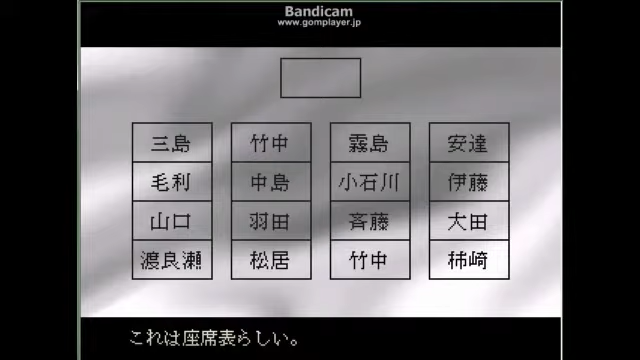 Bandicam
www.gomplayer.jp
三島 竹中 霧島 安達
毛利 中島 小石川 伊藤
山口 羽田 斉藤 大田
渡良瀬 松居 竹中 柿崎
これは座席表らしい。